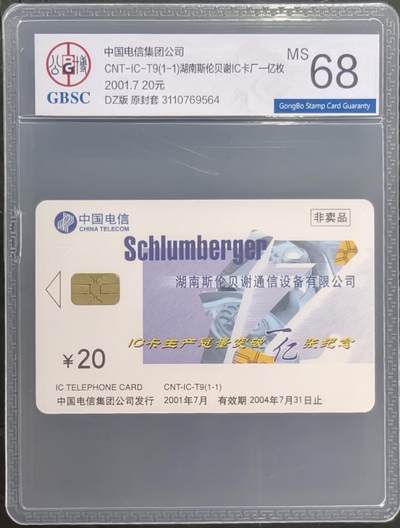 中国电信集团公司
CNT-IC-T9(1-1)湖南斯伦贝谢IC卡厂一亿枚
2001.7 20元
DZ版 原封套 3110769564
GBSC
MS 68
GongBo Stamp Card Guaranty
中国电信
CHINA TELECOM
非卖品
Schlumberger
湖南斯伦贝谢通信设备有限公司
IC卡生产总量突破一亿张纪念
¥20
IC TELEPHONE CARD CNT-IC-T9(1-1)
中国电信集团公司发行 2001年7月 有效期 2004年7月31日止